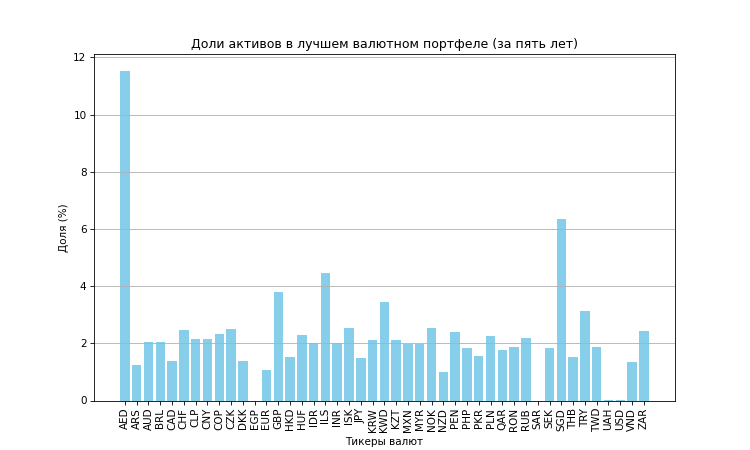 Доли активов в лучшем валютном портфеле (за пять лет)
12
10
8
6
4
2
0
Доля (%)
AED ARS AUD BRL CAD CHF CLP CNY COP CZK DKK EGP EUR GBP HKD HUF IDR ILS INR ISK JPY KRW KWD KZT MXN MYR NOK NZD PEN PHP PKR PLN QAR RON RUB SAR SEK SGD THB TRY TWD UAH USD VND ZAR
Тикеры валют